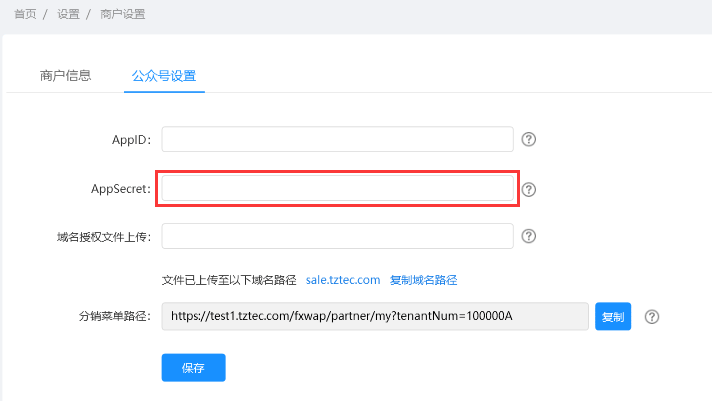 首页 / 设置 / 商户设置
商户信息 公众号设置
AppID:
AppSecret:
域名授权文件上传:
文件已上传至以下域名路径 sale.tztec.com 复制域名路径
分销菜单路径: https://test1.tztec.com/fxwap/partner/my?tenantNum=100000A 复制
保存